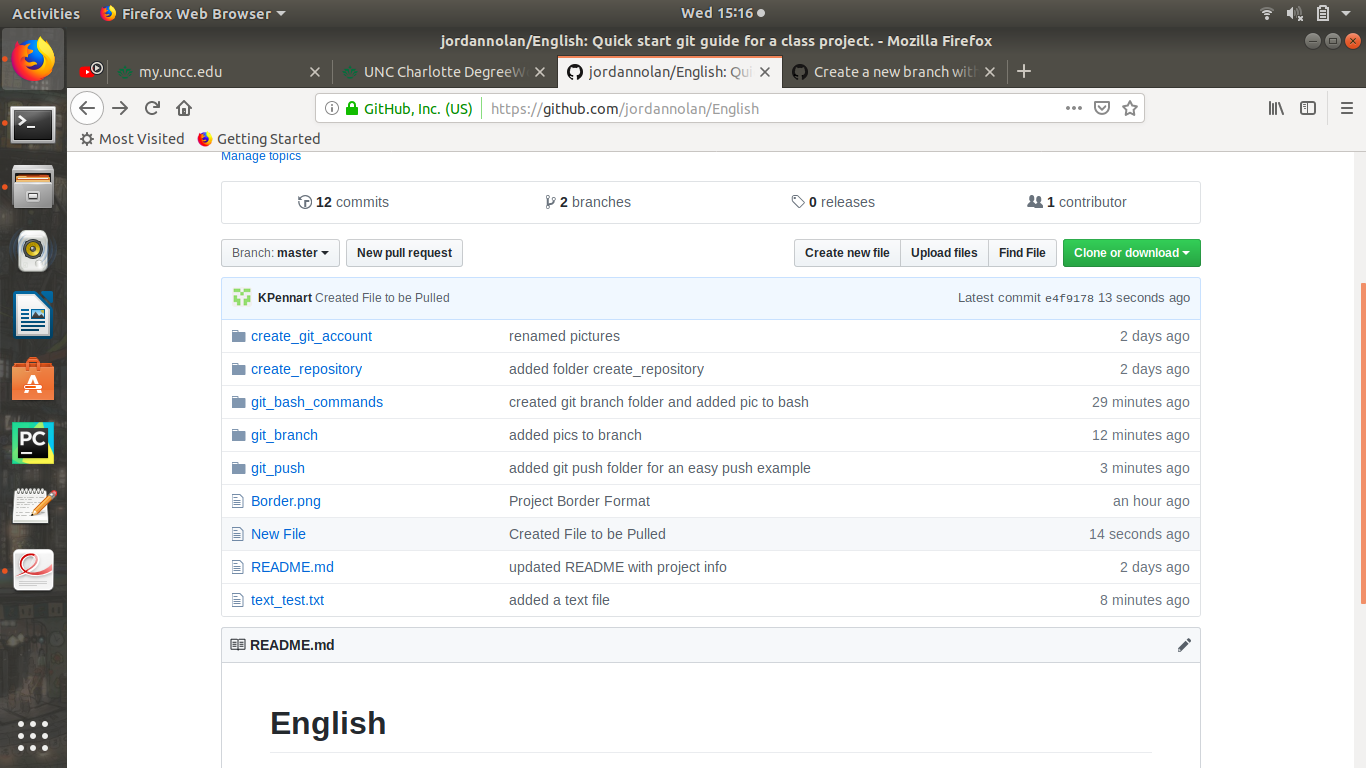 Activities Firefox Web Browser Wed 15:16
jordannolan/English: Quick start git guide for a class project. - Mozilla Firefox
my.uncc.edu UNC Charlotte DegreeW jordannolan/English: Qui Create a new branch with
GitHub, Inc. (US) https://github.com/jordannolan/English
Most Visited Getting Started
Manage topics
12 commits 2 branches 0 releases 1 contributor
Branch: master New pull request Create new file Upload files Find File Clone or download
KPennart Created File to be Pulled Latest commit e4f9178 13 seconds ago
create_git_account renamed pictures 2 days ago
create_repository added folder create_repository 2 days ago
git_bash_commands created git branch folder and added pic to bash 29 minutes ago
git_branch added pics to branch 12 minutes ago
git_push added git push folder for an easy push example 3 minutes ago
Border.png Project Border Format an hour ago
New File Created File to be Pulled 14 seconds ago
README.md updated README with project info 2 days ago
text_test.txt added a text file 8 minutes ago
README.md
English
PC